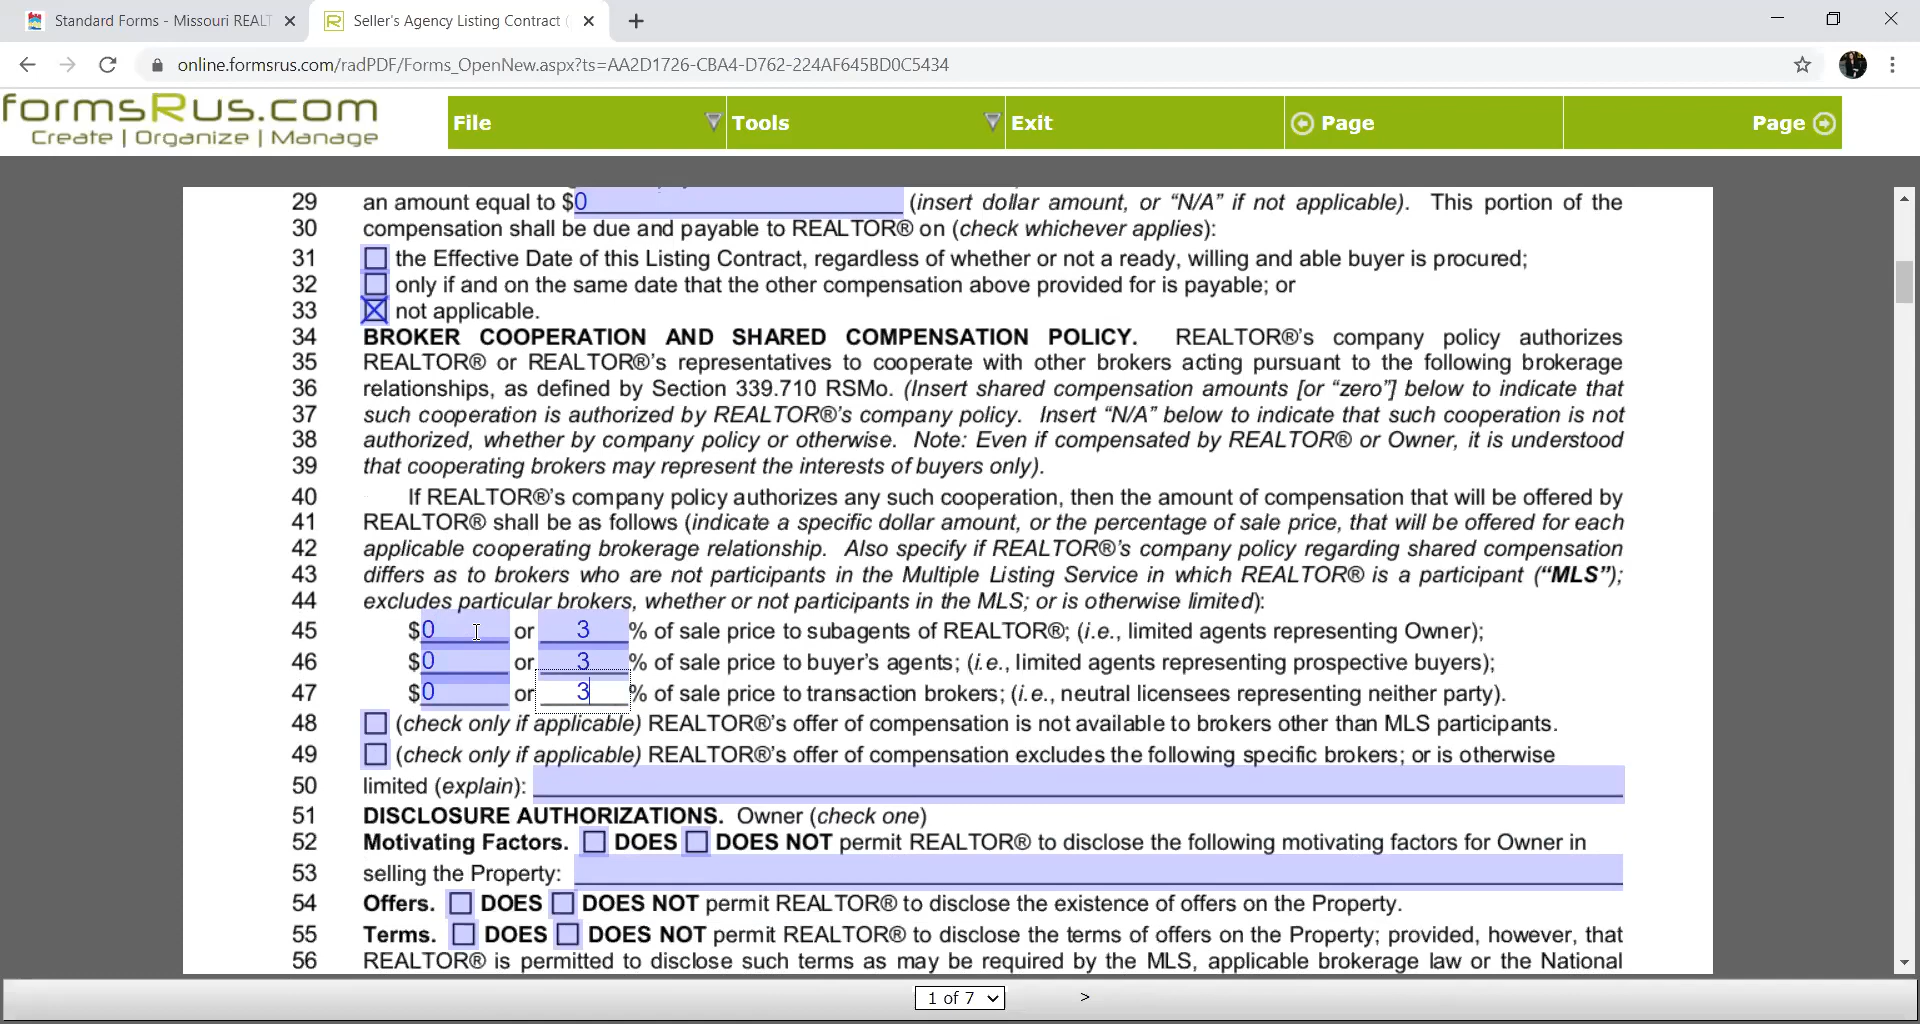 Standard Forms - Missouri REALT
Seller's Agency Listing Contract (
online.formsrus.com/radPDF/Forms_OpenNew.aspx?ts=AA2D1726-CBA4-D762-224AF645BD0C5434
formsRus.com
Create | Organize | Manage
File Tools Exit Page Page
29 an amount equal to $0 (insert dollar amount, or “N/A” if not applicable). This portion of the
30 compensation shall be due and payable to REALTOR® on (check whichever applies):
31 the Effective Date of this Listing Contract, regardless of whether or not a ready, willing and able buyer is procured;
32 only if and on the same date that the other compensation above provided for is payable; or
33 not applicable.
34 BROKER COOPERATION AND SHARED COMPENSATION POLICY. REALTOR®'s company policy authorizes
35 REALTOR® or REALTOR®'s representatives to cooperate with other brokers acting pursuant to the following brokerage
36 relationships, as defined by Section 339.710 RSMo. (Insert shared compensation amounts [or “zero”] below to indicate that
37 such cooperation is authorized by REALTOR®'s company policy. Insert “N/A” below to indicate that such cooperation is not
38 authorized, whether by company policy or otherwise. Note: Even if compensated by REALTOR® or Owner, it is understood
39 that cooperating brokers may represent the interests of buyers only).
40 If REALTOR®'s company policy authorizes any such cooperation, then the amount of compensation that will be offered by
41 REALTOR® shall be as follows (indicate a specific dollar amount, or the percentage of sale price, that will be offered for each
42 applicable cooperating brokerage relationship. Also specify if REALTOR®'s company policy regarding shared compensation
43 differs as to brokers who are not participants in the Multiple Listing Service in which REALTOR® is a participant (“MLS”);
44 excludes particular brokers, whether or not participants in the MLS; or is otherwise limited):
45 $0 or 3 % of sale price to subagents of REALTOR®; (i.e., limited agents representing Owner);
46 $0 or 3 % of sale price to buyer's agents; (i.e., limited agents representing prospective buyers);
47 $0 or 3 % of sale price to transaction brokers; (i.e., neutral licensees representing neither party).
48 (check only if applicable) REALTOR®'s offer of compensation is not available to brokers other than MLS participants.
49 (check only if applicable) REALTOR®'s offer of compensation excludes the following specific brokers; or is otherwise
50 limited (explain):
51 DISCLOSURE AUTHORIZATIONS. Owner (check one)
52 Motivating Factors. DOES DOES NOT permit REALTOR® to disclose the following motivating factors for Owner in
53 selling the Property:
54 Offers. DOES DOES NOT permit REALTOR® to disclose the existence of offers on the Property.
55 Terms. DOES DOES NOT permit REALTOR® to disclose the terms of offers on the Property; provided, however, that
56 REALTOR® is permitted to disclose such terms as may be required by the MLS, applicable brokerage law or the National
1 of 7 >